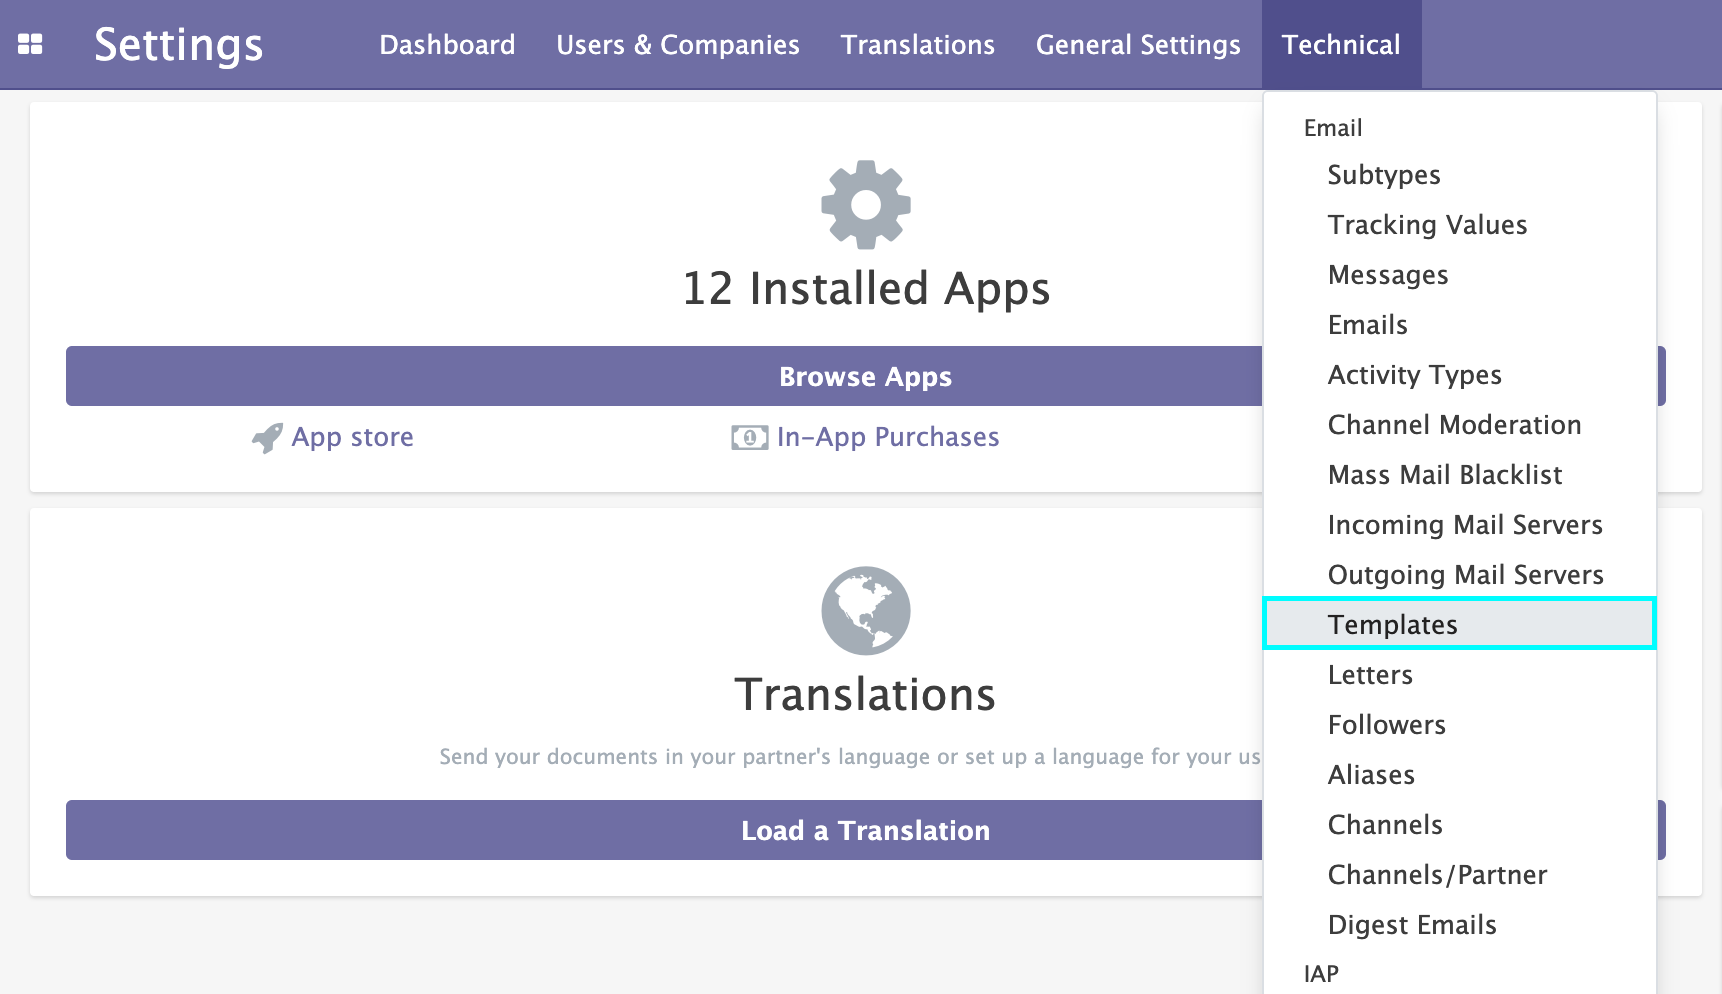 Settings
Dashboard
Users & Companies
Translations
General Settings
Technical
12 Installed Apps
Browse Apps
App store
In-App Purchases
Translations
Send your documents in your partner's language or set up a language for your us
Load a Translation
Email
Subtypes
Tracking Values
Messages
Emails
Activity Types
Channel Moderation
Mass Mail Blacklist
Incoming Mail Servers
Outgoing Mail Servers
Templates
Letters
Followers
Aliases
Channels
Channels/Partner
Digest Emails
IAP